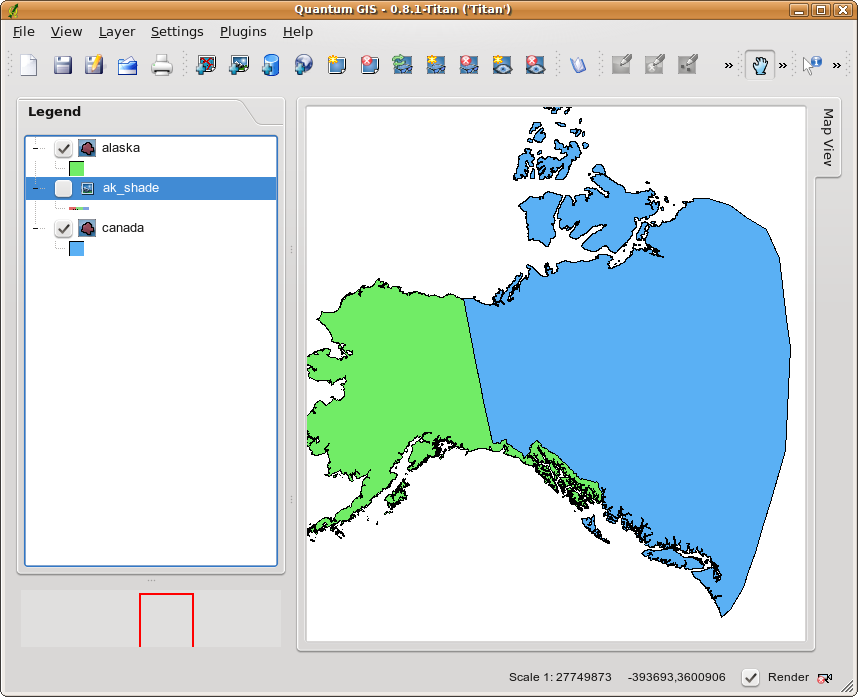 Quantum GIS - 0.8.1-Titan ('Titan')
File View Layer Settings Plugins Help
Legend
alaska
ak_shade
canada
Map View
Scale 1: 27749873 -393693,3600906 Render